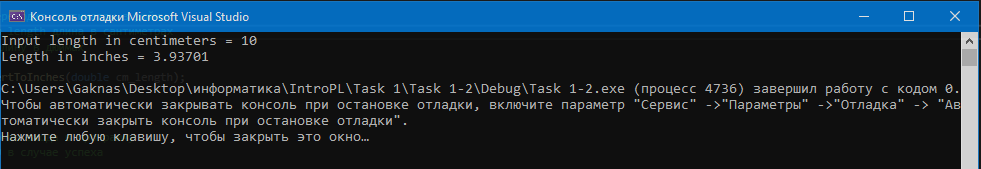 Консоль отладки Microsoft Visual Studio
Input length in centimeters = 10
Length in inches = 3.93701
rtToInches(double cm_length);
C:\Users\Gaknas\Desktop\информатика\IntroPL\Task 1\Task 1-2\Debug\Task 1-2.exe (процесс 4736) завершил работу с кодом 0.
Чтобы автоматически закрывать консоль при остановке отладки, включите параметр "Сервис" ->"Параметры" ->"Отладка" -> "Ав
томатически закрыть консоль при остановке отладки".
Нажмите любую клавишу, чтобы закрыть это окно…
в случае успеха